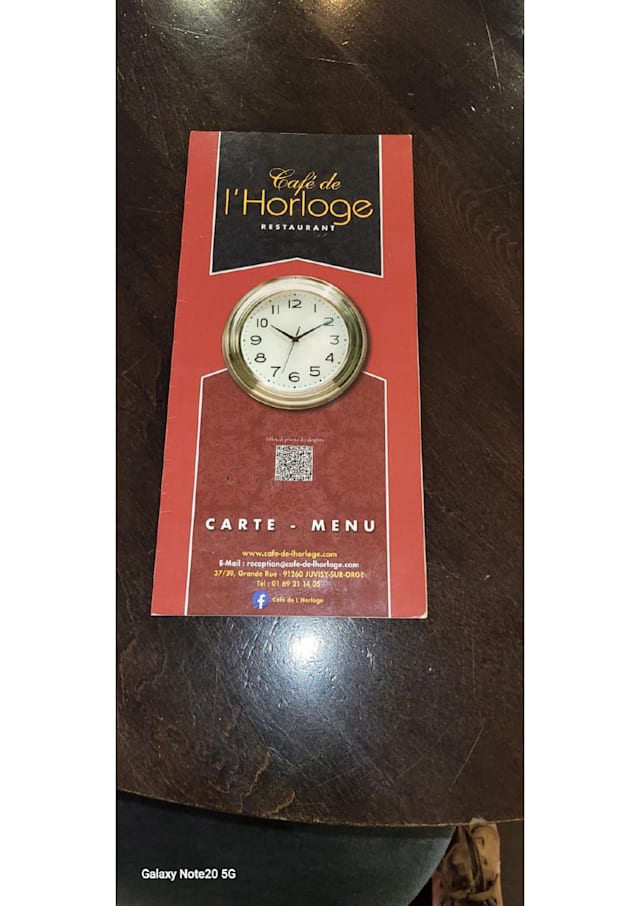 Café de
l'Horloge
RESTAURANT
12
11 1
10 2
9 3
8 4
7 5
6
CARTE - MENU
www.cafe-de-lhorloge.com
E-Mail : reception@cafe-de-lhorloge.com
37/39, Grande Rue - 91260 JUVISY-SUR-ORGE
Tél : 01 69 21 14 05
Café de L'Horloge
Galaxy Note20 5G